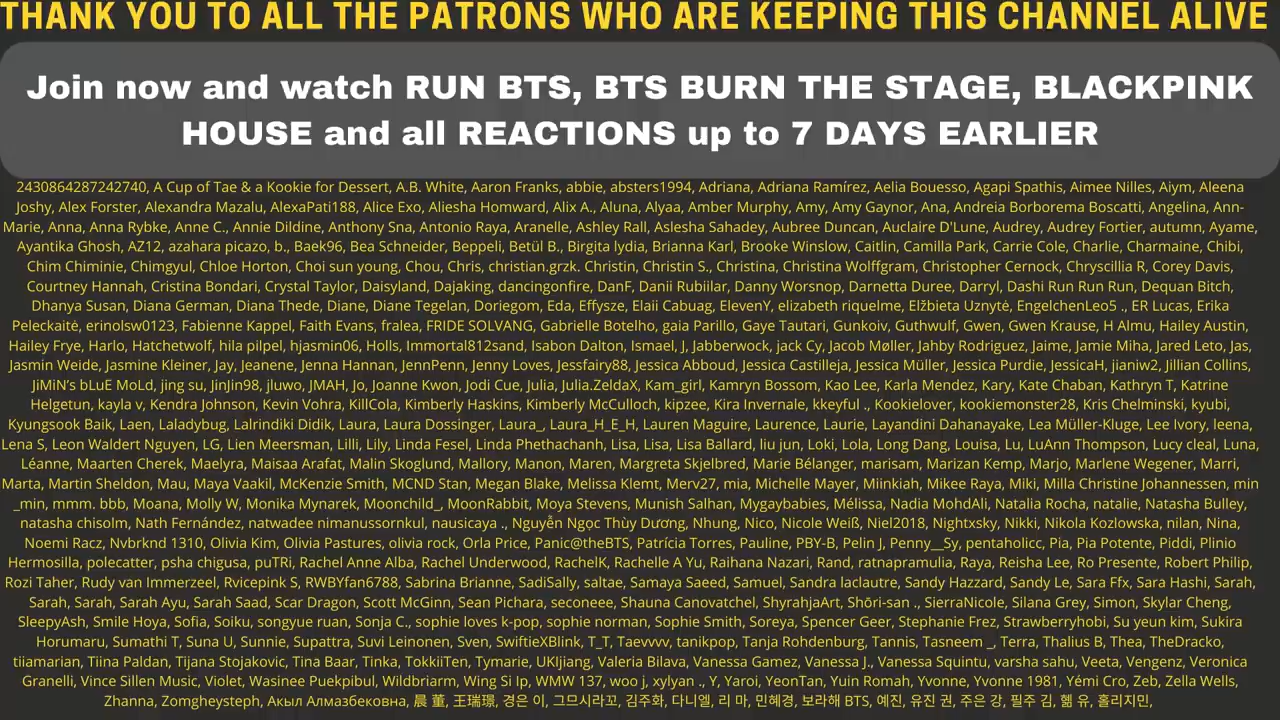 THANK YOU TO ALL THE PATRONS WHO ARE KEEPING THIS CHANNEL ALIVE
Join now and watch RUN BTS, BTS BURN THE STAGE, BLACKPINK
HOUSE and all REACTIONS up to 7 DAYS EARLIER
2430864287242740, A Cup of Tae & a Kookie for Dessert, A.B. White, Aaron Franks, abbie, absters1994, Adriana, Adriana Ramírez, Aelia Bouesso, Agapi Spathis, Aimee Nilles, Aiym, Aleena
Joshy, Alex Forster, Alexandra Mazalu, AlexaPati188, Alice Exo, Aliesha Homward, Alix A., Aluna, Alyaa, Amber Murphy, Amy, Amy Gaynor, Ana, Andreia Borborema Boscatti, Angelina, Ann-
Marie, Anna, Anna Rybke, Anne C., Annie Dildine, Anthony Sna, Antonio Raya, Aranelle, Ashley Rall, Aslesha Sahadey, Aubree Duncan, Auclaire D'Lune, Audrey, Audrey Fortier, autumn, Ayame,
Ayantika Ghosh, AZ12, azahara picazo, b., Baek96, Bea Schneider, Beppeli, Betül B., Birgita lydia, Brianna Karl, Brooke Winslow, Caitlin, Camilla Park, Carrie Cole, Charlie, Charmaine, Chibi,
Chim Chiminie, Chimgyul, Chloe Horton, Choi sun young, Chou, Chris, christian.grzk. Christin, Christin S., Christina, Christina Wolffgram, Christopher Cernock, Chryscillia R, Corey Davis,
Courtney Hannah, Cristina Bondari, Crystal Taylor, Daisyland, Dajaking, dancingonfire, DanF, Danii Rubiilar, Danny Worsnop, Darnetta Duree, Darryl, Dashi Run Run Run, Dequan Bitch,
Dhanya Susan, Diana German, Diana Thede, Diane, Diane Tegelan, Doriegom, Eda, Effysze, Elaii Cabuag, ElevenY, elizabeth riquelme, Elżbieta Uznytė, EngelchenLeo5 ., ER Lucas, Erika
Peleckaitė, erinolsw0123, Fabienne Kappel, Faith Evans, fralea, FRIDE SOLVANG, Gabrielle Botelho, gaia Parillo, Gaye Tautari, Gunkoiv, Guthwulf, Gwen, Gwen Krause, H Almu, Hailey Austin,
Hailey Frye, Harlo, Hatchetwolf, hila pilpel, hjasmin06, Holls, Immortal812sand, Isabon Dalton, Ismael, J, Jabberwock, jack Cy, Jacob Møller, Jahby Rodriguez, Jaime, Jamie Miha, Jared Leto, Jas,
Jasmin Weide, Jasmine Kleiner, Jay, Jeanene, Jenna Hannan, JennPenn, Jenny Loves, Jessfairy88, Jessica Abboud, Jessica Castilleja, Jessica Müller, Jessica Purdie, JessicaH, jianiw2, Jillian Collins,
JiMiN's bLuE MoLd, jing su, JinJin98, jluwo, JMAH, Jo, Joanne Kwon, Jodi Cue, Julia, Julia.ZeldaX, Kam_girl, Kamryn Bossom, Kao Lee, Karla Mendez, Kary, Kate Chaban, Kathryn T, Katrine
Helgetun, kayla v, Kendra Johnson, Kevin Vohra, KillCola, Kimberly Haskins, Kimberly McCulloch, kipzee, Kira Invernale, kkeyful ., Kookielover, kookiemonster28, Kris Chelminski, kyubi,
Kyungsook Baik, Laen, Laladybug, Lalrindiki Didik, Laura, Laura Dossinger, Laura_, Laura_H_E_H, Lauren Maguire, Laurence, Laurie, Layandini Dahanayake, Lea Müller-Kluge, Lee Ivory, leena,
Lena S, Leon Waldert Nguyen, LG, Lien Meersman, Lilli, Lily, Linda Fesel, Linda Phethachanh, Lisa, Lisa, Lisa Ballard, liu jun, Loki, Lola, Long Dang, Louisa, Lu, LuAnn Thompson, Lucy cleal, Luna,
Léanne, Maarten Cherek, Maelyra, Maisaa Arafat, Malin Skoglund, Mallory, Manon, Maren, Margreta Skjelbred, Marie Bélanger, marisam, Marizan Kemp, Marjo, Marlene Wegener, Marri,
Marta, Martin Sheldon, Mau, Maya Vaakil, McKenzie Smith, MCND Stan, Megan Blake, Melissa Klemt, Merv27, mia, Michelle Mayer, Miinkiah, Mikee Raya, Miki, Milla Christine Johannessen, min
_min, mmm. bbb, Moana, Molly W, Monika Mynarek, Moonchild_, MoonRabbit, Moya Stevens, Munish Salhan, Mygaybabies, Mélissa, Nadia MohdAli, Natalia Rocha, natalie, Natasha Bulley,
natasha chisolm, Nath Fernández, natwadee nimanussornkul, nausicaya ., Nguyễn Ngọc Thùy Dương, Nhung, Nico, Nicole Weiß, Niel2018, Nightxsky, Nikki, Nikola Kozlowska, nilan, Nina,
Noemi Racz, Nvbrknd 1310, Olivia Kim, Olivia Pastures, olivia rock, Orla Price, Panic@theBTS, Patrícia Torres, Pauline, PBY-B, Pelin J, Penny__Sy, pentaholicc, Pia, Pia Potente, Piddi, Plinio
Hermosilla, polecatter, psha chigusa, puTRi, Rachel Anne Alba, Rachel Underwood, RachelK, Rachelle A Yu, Raihana Nazari, Rand, ratnapramulia, Raya, Reisha Lee, Ro Presente, Robert Philip,
Rozi Taher, Rudy van Immerzeel, Rvicepink S, RWBYfan6788, Sabrina Brianne, SadiSally, saltae, Samaya Saeed, Samuel, Sandra laclautre, Sandy Hazzard, Sandy Le, Sara Ffx, Sara Hashi, Sarah,
Sarah, Sarah, Sarah Ayu, Sarah Saad, Scar Dragon, Scott McGinn, Sean Pichara, seconeee, Shauna Canovatchel, ShyrahjaArt, Shōri-san ., SierraNicole, Silana Grey, Simon, Skylar Cheng,
SleepyAsh, Smile Hoya, Sofia, Soiku, songyue ruan, Sonja C., sophie loves k-pop, sophie norman, Sophie Smith, Soreya, Spencer Geer, Stephanie Frez, Strawberryhobi, Su yeun kim, Sukira
Horumaru, Sumathi T, Suna U, Sunnie, Supattra, Suvi Leinonen, Sven, SwiftieXBlink, T_T, Taevvvv, tanikpop, Tanja Rohdenburg, Tannis, Tasneem _, Terra, Thalius B, Thea, TheDracko,
tiiamarian, Tiina Paldan, Tijana Stojakovic, Tina Baar, Tinka, TokkiiTen, Tymarie, UKIjiang, Valeria Bilava, Vanessa Gamez, Vanessa J., Vanessa Squintu, varsha sahu, Veeta, Vengenz, Veronica
Granelli, Vince Sillen Music, Violet, Wasinee Puekpibul, Wildbriarm, Wing Si Ip, WMW 137, woo j, xylyan ., Y, Yaroi, YeonTan, Yuin Romah, Yvonne, Yvonne 1981, Yémi Cro, Zeb, Zella Wells,
Zhanna, Zomgheysteph, Акыл Алмазбековна, 晨 董, 王瑞璟, 경은 이, 그므시라꼬, 김주화, 다니엘, 리 마, 민혜경, 보라해 BTS, 예진, 유진 권, 주은 강, 필주 김, 혦 유, 홀리지민,